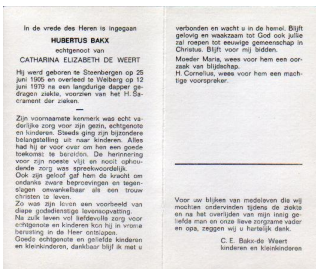 In de vrede des Heren is ingegaan
HUBERTUS BAKX
echtgenoot van
CATHARINA ELIZABETH DE WEERT
Hij werd geboren te Steenbergen op 25
juni 1905 en overleed te Welberg op 12
juni 1979 na een langdurige dapper ge-
dragen ziekte, voorzien van het H. Sa-
crament der zieken.
Zijn voornaamste kenmerk was echt va-
derlijke zorg voor zijn gezin, echtgenote
en kinderen. Steeds ging zijn bijzondere
belangstelling uit naar kinderen. Alles
had hij er voor over om hen een goede
toekomst te bereiden. De herinnering
voor zijn noeste vlijt en nooit ophou-
dende zorg was spreekwoordelijk.
Ook zijn geloof gaf hem de kracht om
ondanks zware beproevingen en tegen-
slagen onwankelbaar als een trouw
christen te leven.
Zo was zijn leven een voorbeeld van
diepe godsdienstige levensopvatting.
Na zulk leven vol liefdevolle zorg voor
echtgenote en kinderen kon hij in vrome
berusting in de Heer ontslapen.
Goede echtgenote en geliefde kinderen
en kleinkinderen, dankbaar blijf ik met u
verbonden en wacht u in de hemel. Blijft
gelovig en waakzaam tot God ook jullie
zal roepen tot eeuwige gemeenschap in
Christus. Blijft voor mij bidden.
Moeder Maria, wees voor hem een oor-
zaak van blijdschap.
H. Cornelius, wees voor hem een mach-
tige voorspreker.
Voor uw blijken van medeleven die wij
mochten ondervinden tijdens de ziekte
en na het overlijden van mijn innig ge-
liefde man en onze lieve zorgzame vader
en opa, zeggen wij u hartelijk dank.
C. E. Bakx-de Weert
kinderen en kleinkinderen